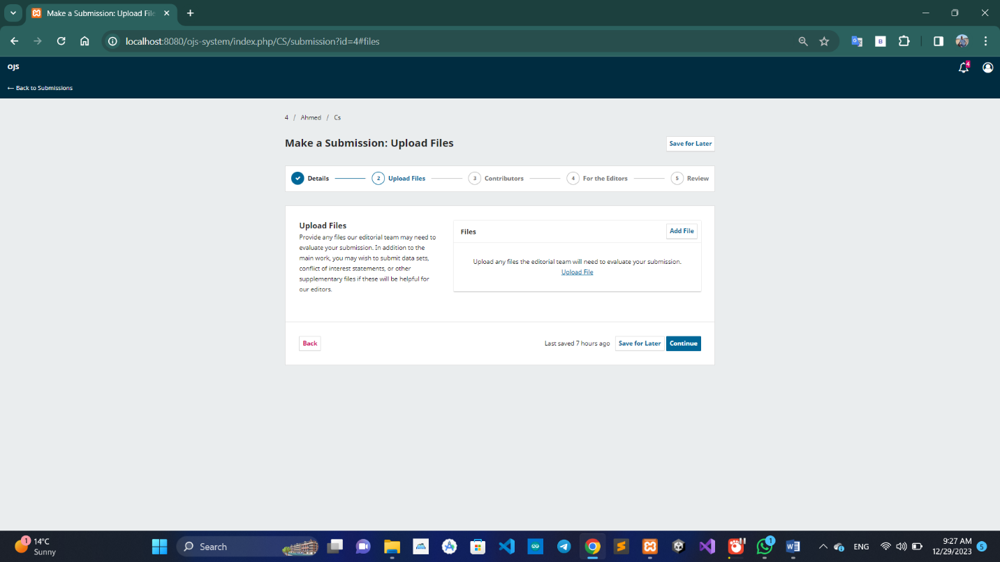 Make a Submission: Upload File
localhost:8080/ojs-system/index.php/CS/submission?id=4#files
OJS
4
← Back to Submissions
4 / Ahmed / Cs
Make a Submission: Upload Files
Save for Later
Details
2 Upload Files
3 Contributors
4 For the Editors
5 Review
Upload Files
Provide any files our editorial team may need to
evaluate your submission. In addition to the
main work, you may wish to submit data sets,
conflict of interest statements, or other
supplementary files if these will be helpful for
our editors.
Files
Add File
Upload any files the editorial team will need to evaluate your submission.
Upload File
Back
Last saved 7 hours ago
Save for Later
Continue
1
14°C
Sunny
Search
1
ENG
9:27 AM
12/29/2023
5